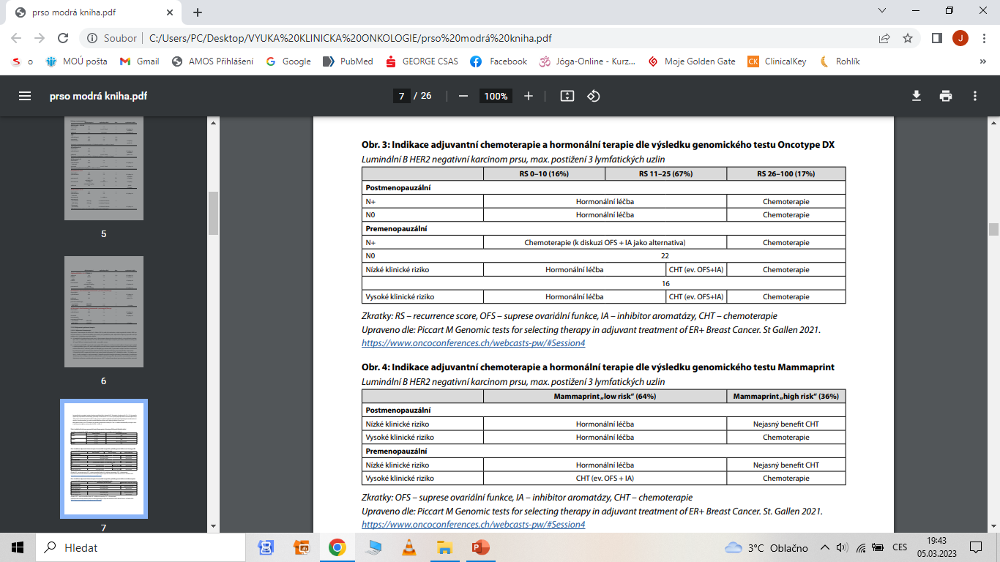 prso modrá kniha.pdf
Soubor C:/Users/PC/Desktop/VYUKA%20KLINICKA%20ONKOLOGIE/prso%20modrá%20kniha.pdf
J
o MOÚ pošta Gmail AMOS Přihlášení Google PubMed GEORGE CSAS Facebook Jóga-Online - Kurz... Moje Golden Gate CK ClinicalKey Rohlík »
prso modrá kniha.pdf 7 / 26 100%
5
6
7
Obr. 3: Indikace adjuvantní chemoterapie a hormonální terapie dle výsledku genomického testu Oncotype DX
Luminální B HER2 negativní karcinom prsu, max. postižení 3 lymfatických uzlin
RS 0–10 (16%) RS 11–25 (67%) RS 26–100 (17%)
Postmenopauzální
N+ Hormonální léčba Chemoterapie
N0 Hormonální léčba Chemoterapie
Premenopauzální
N+ Chemoterapie (k diskuzi OFS + IA jako alternativa) Chemoterapie
N0 22
Nízké klinické riziko Hormonální léčba CHT (ev. OFS+IA) Chemoterapie
16
Vysoké klinické riziko Hormonální léčba CHT (ev. OFS+IA) Chemoterapie
Zkratky: RS – recurrence score, OFS – suprese ovariální funkce, IA – inhibitor aromatázy, CHT – chemoterapie
Upraveno dle: Piccart M Genomic tests for selecting therapy in adjuvant treatment of ER+ Breast Cancer. St Gallen 2021.
https://www.oncoconferences.ch/webcasts-pw/#Session4
Obr. 4: Indikace adjuvantní chemoterapie a hormonální terapie dle výsledku genomického testu Mammaprint
Luminální B HER2 negativní karcinom prsu, max. postižení 3 lymfatických uzlin
Mammaprint „low risk“ (64%) Mammaprint „high risk“ (36%)
Postmenopauzální
Nízké klinické riziko Hormonální léčba Nejasný benefit CHT
Vysoké klinické riziko Hormonální léčba Chemoterapie
Premenopauzální
Nízké klinické riziko Hormonální léčba Nejasný benefit CHT
Vysoké klinické riziko CHT (ev. OFS + IA) Chemoterapie
Zkratky: OFS – suprese ovariální funkce, IA – inhibitor aromatázy, CHT – chemoterapie
Upraveno dle: Piccart M Genomic tests for selecting therapy in adjuvant treatment of ER+ Breast Cancer. St. Gallen 2021.
https://www.oncoconferences.ch/webcasts-pw/#Session4
Hledat 3°C Oblačno CES 19:43
05.03.2023